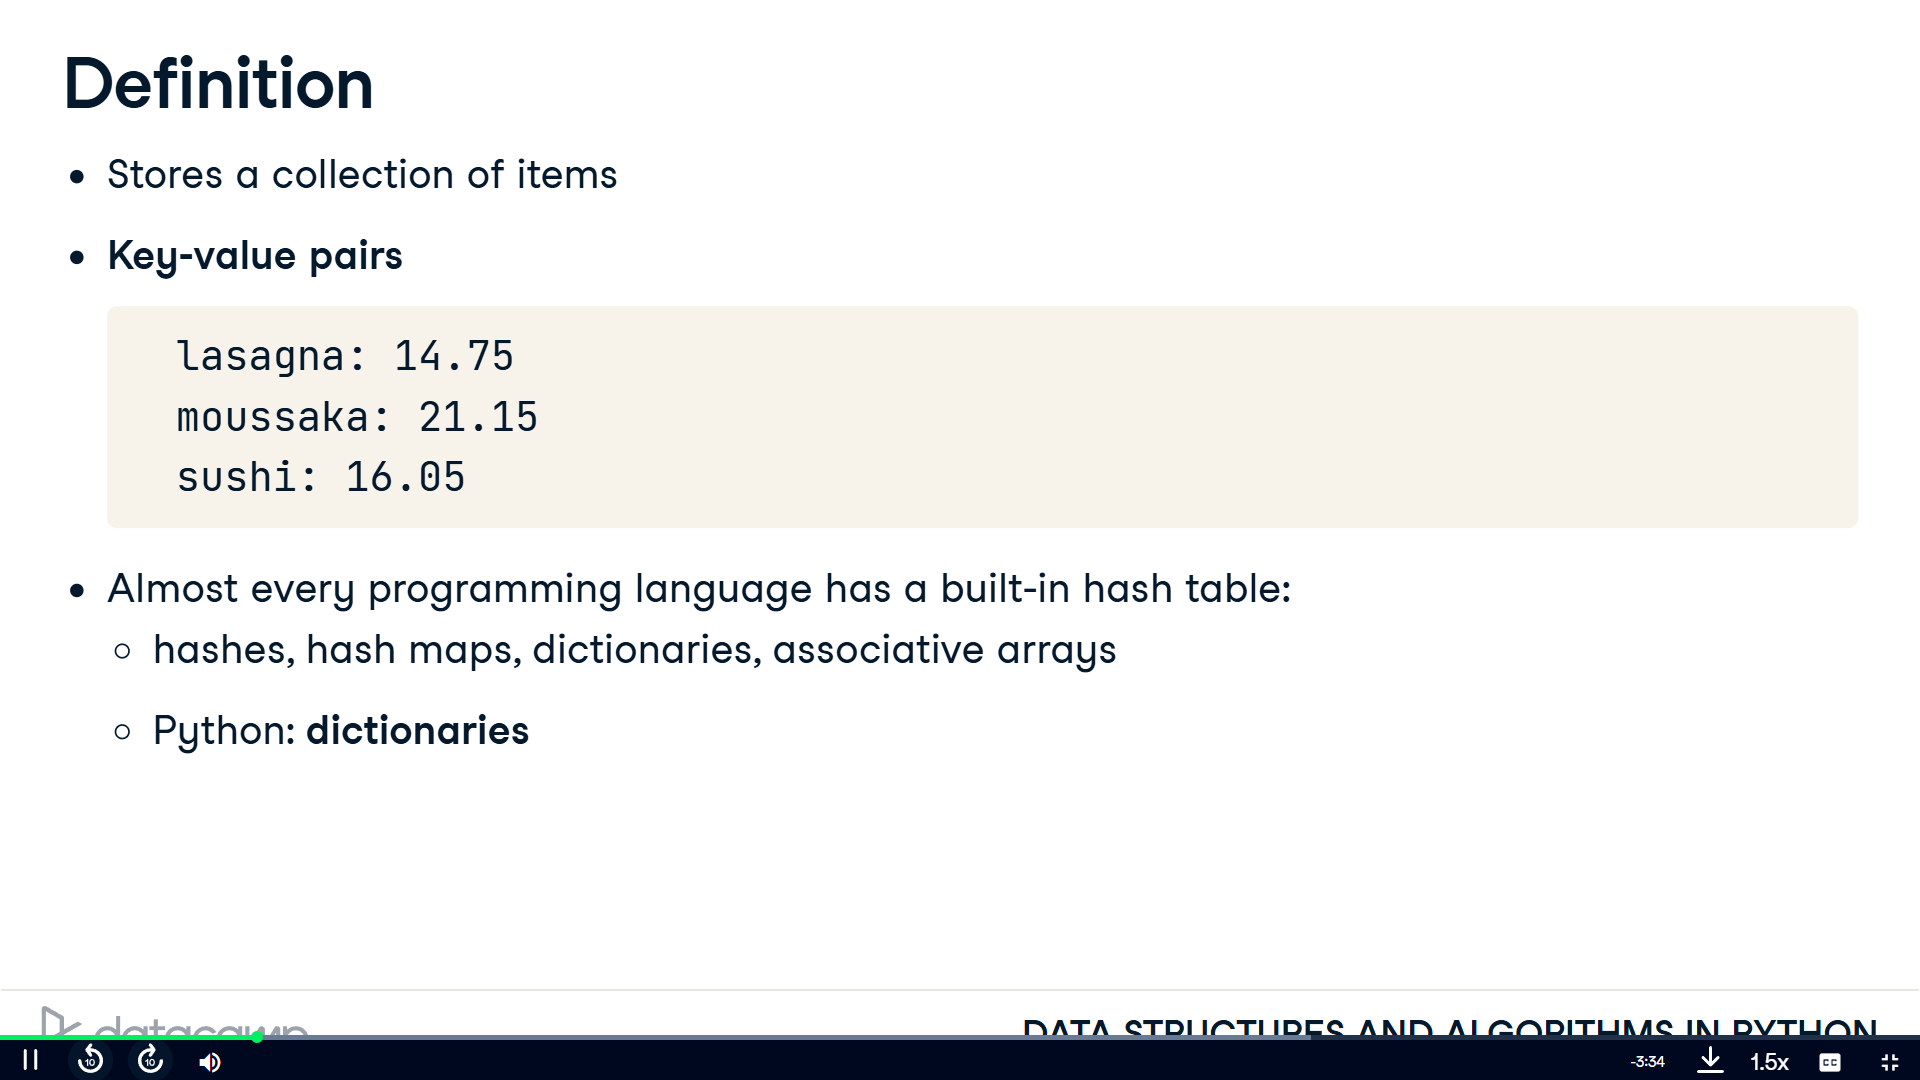 Definition
Stores a collection of items
Key-value pairs
lasagna: 14.75
moussaka: 21.15
sushi: 16.05
Almost every programming language has a built-in hash table:
hashes, hash maps, dictionaries, associative arrays
Python: dictionaries
datacamp
DATA STRUCTURES AND ALGORITHMS IN PYTHON
10 10 -3:34 1.5x CC